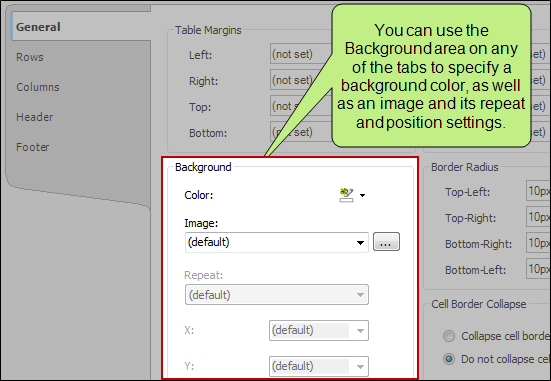 General
Rows
Columns
Header
Footer
Table Margins
Left: (not set)
Right: (not set)
Top: (not set)
Bottom: (not set)
You can use the
Background area on any
of the tabs to specify a
background color, as well
as an image and its repeat
and position settings.
Background
Color:
Image:
(default)
...
Repeat:
(default)
X: (default)
Y: (default)
Border Radius
Top-Left: 10px
Top-Right: 10px
Bottom-Right: 10px
Bottom-Left: 10px
Cell Border Collapse
Collapse cell borde
Do not collapse cel